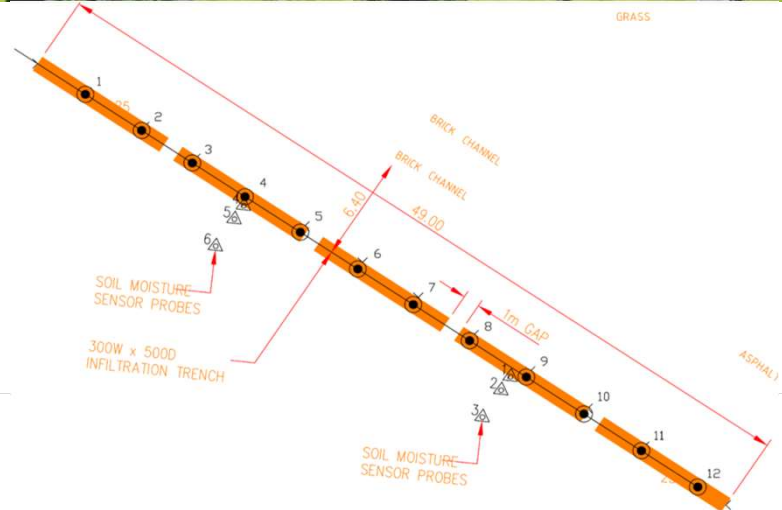 GRASS
1
2
3
BRICK CHANNEL
BRICK CHANNEL
4
4
5
5
6.40
49.00
6
6
7
SOIL MOISTURE
SENSOR PROBES
8
1m GAP
300W x 500D
INFILTRATION TRENCH
9
1
2
10
3
11
SOIL MOISTURE
SENSOR PROBES
12